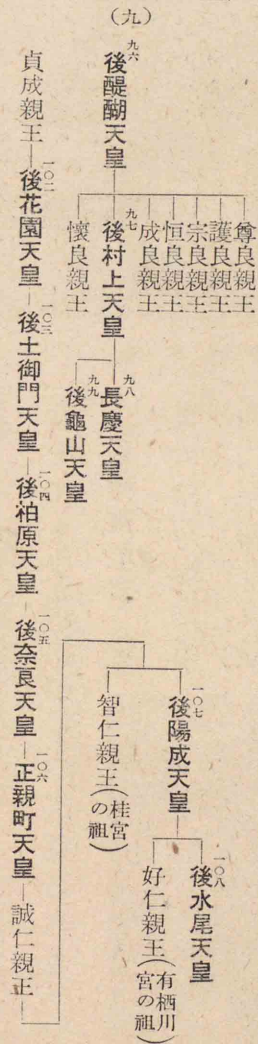 (九)
九六 後醍醐天皇
尊良親王
護良親王
宗良親王
恒良親王
成良親王
九七 後村上天皇
懷良親王
九八 長慶天皇
九九 後龜山天皇
貞成親王
一〇二 後花園天皇
一〇三 後土御門天皇
一〇四 後柏原天皇
一〇五 後奈良天皇
一〇六 正親町天皇
誠仁親王
一〇七 後陽成天皇
智仁親王(桂宮の祖)
一〇八 後水尾天皇
好仁親王(有栖川宮の祖)